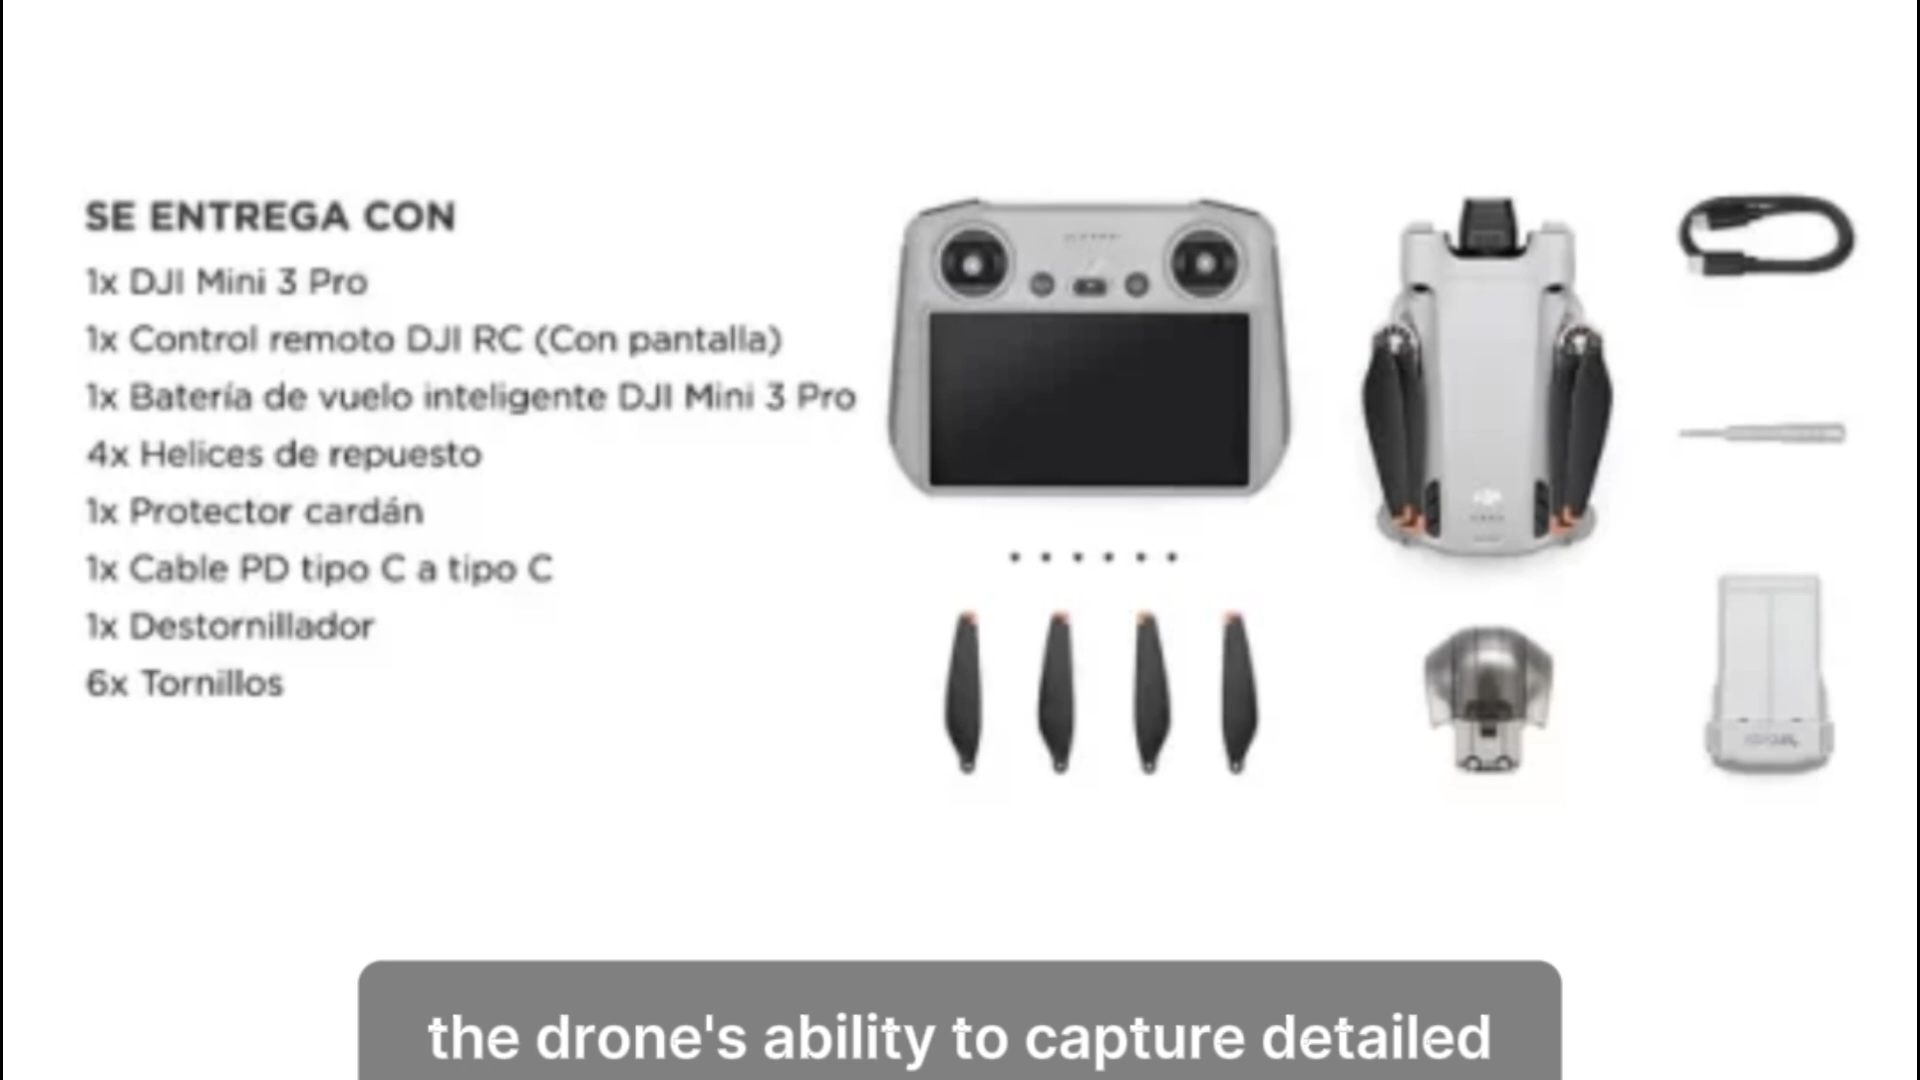 SE ENTREGA CON
1x DJI Mini 3 Pro
1x Control remoto DJI RC (Con pantalla)
1x Batería de vuelo inteligente DJI Mini 3 Pro
4x Helices de repuesto
1x Protector cardán
1x Cable PD tipo C a tipo C
1x Destornillador
6x Tornillos
the drone's ability to capture detailed